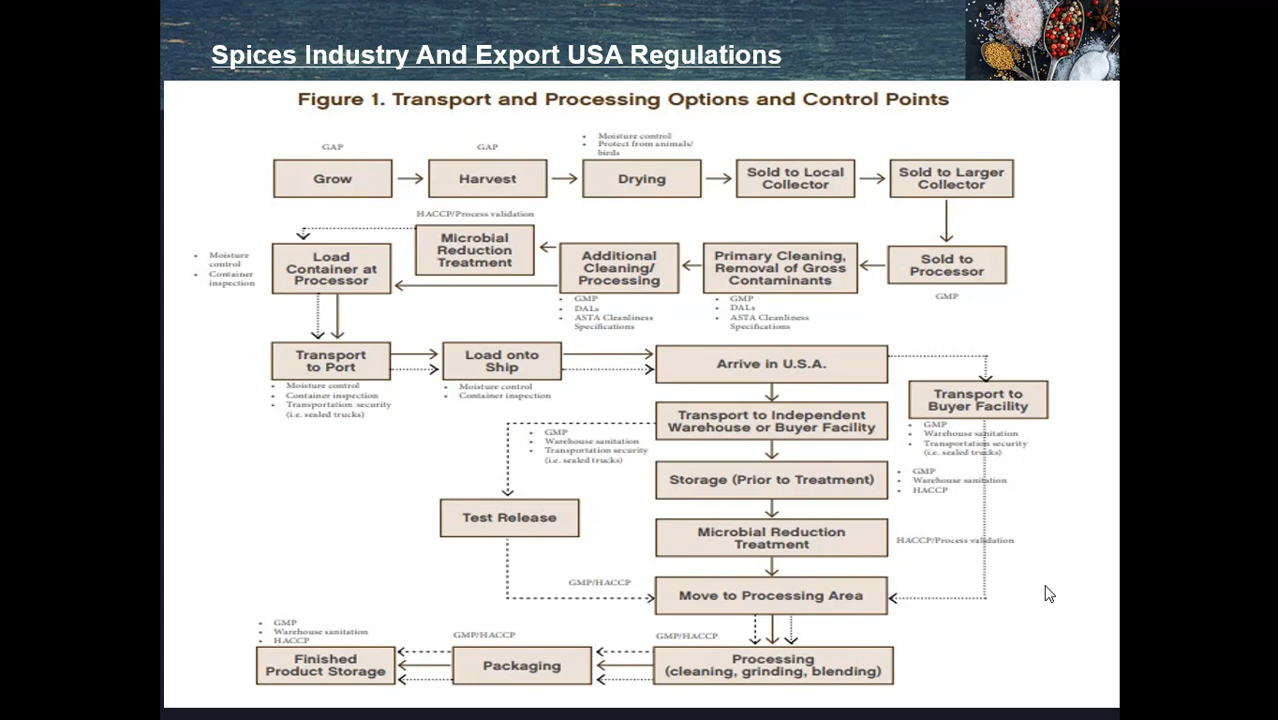 Spices Industry And Export USA Regulations
Figure 1. Transport and Processing Options and Control Points
GAP
GAP
• Moisture control
• Protect from animals/
birds
Grow
Harvest
Drying
Sold to Local
Collector
Sold to Larger
Collector
HACCP/Process validation
• Moisture
control
• Container
inspection
Load
Container at
Processor
Microbial
Reduction
Treatment
Additional
Cleaning/
Processing
Primary Cleaning,
Removal of Gross
Contaminants
Sold to
Processor
• GMP
• DALs
• ASTA Cleanliness
Specifications
• GMP
• DALs
• ASTA Cleanliness
Specifications
GMP
Transport
to Port
Load onto
Ship
Arrive in U.S.A.
• Moisture control
• Container inspection
• Transportation security
(i.e. sealed trucks)
• Moisture control
• Container inspection
Transport to
Buyer Facility
Transport to Independent
Warehouse or Buyer Facility
• GMP
• Warehouse sanitation
• Transportation security
(i.e. sealed trucks)
• GMP
• Warehouse sanitation
• Transportation security
(i.e. sealed trucks)
Storage (Prior to Treatment)
• GMP
• Warehouse sanitation
• HACCP
Test Release
Microbial Reduction
Treatment
HACCP/Process validation
GMP/HACCP
Move to Processing Area
• GMP
• Warehouse sanitation
• HACCP
GMP/HACCP
GMP/HACCP
Finished
Product Storage
Packaging
Processing
(cleaning, grinding, blending)